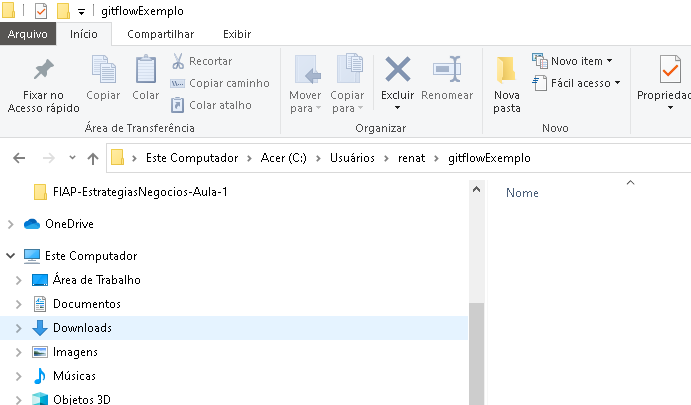 gitflowExemplo
Arquivo Início Compartilhar Exibir
Fixar no Acesso rápido
Copiar
Colar
Recortar
Copiar caminho
Colar atalho
Área de Transferência
Mover para
Copiar para
Excluir
Renomear
Organizar
Nova pasta
Novo item
Fácil acesso
Novo
Propriedad
Este Computador > Acer (C:) > Usuários > renat > gitflowExemplo
FIAP-EstrategiasNegocios-Aula-1
OneDrive
Este Computador
Área de Trabalho
Documentos
Downloads
Imagens
Músicas
Objetos 3D
Nome